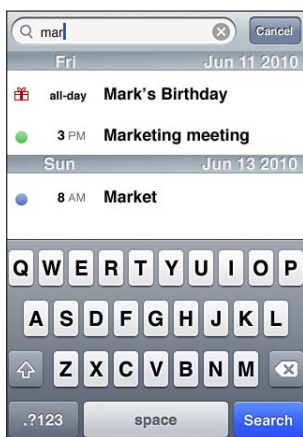 mar Cancel
Fri Jun 11 2010
all-day Mark's Birthday
3 PM Marketing meeting
Sun Jun 13 2010
8 AM Market
Q W E R T Y U I O P
A S D F G H J K L
Z X C V B N M
.?123 space Search